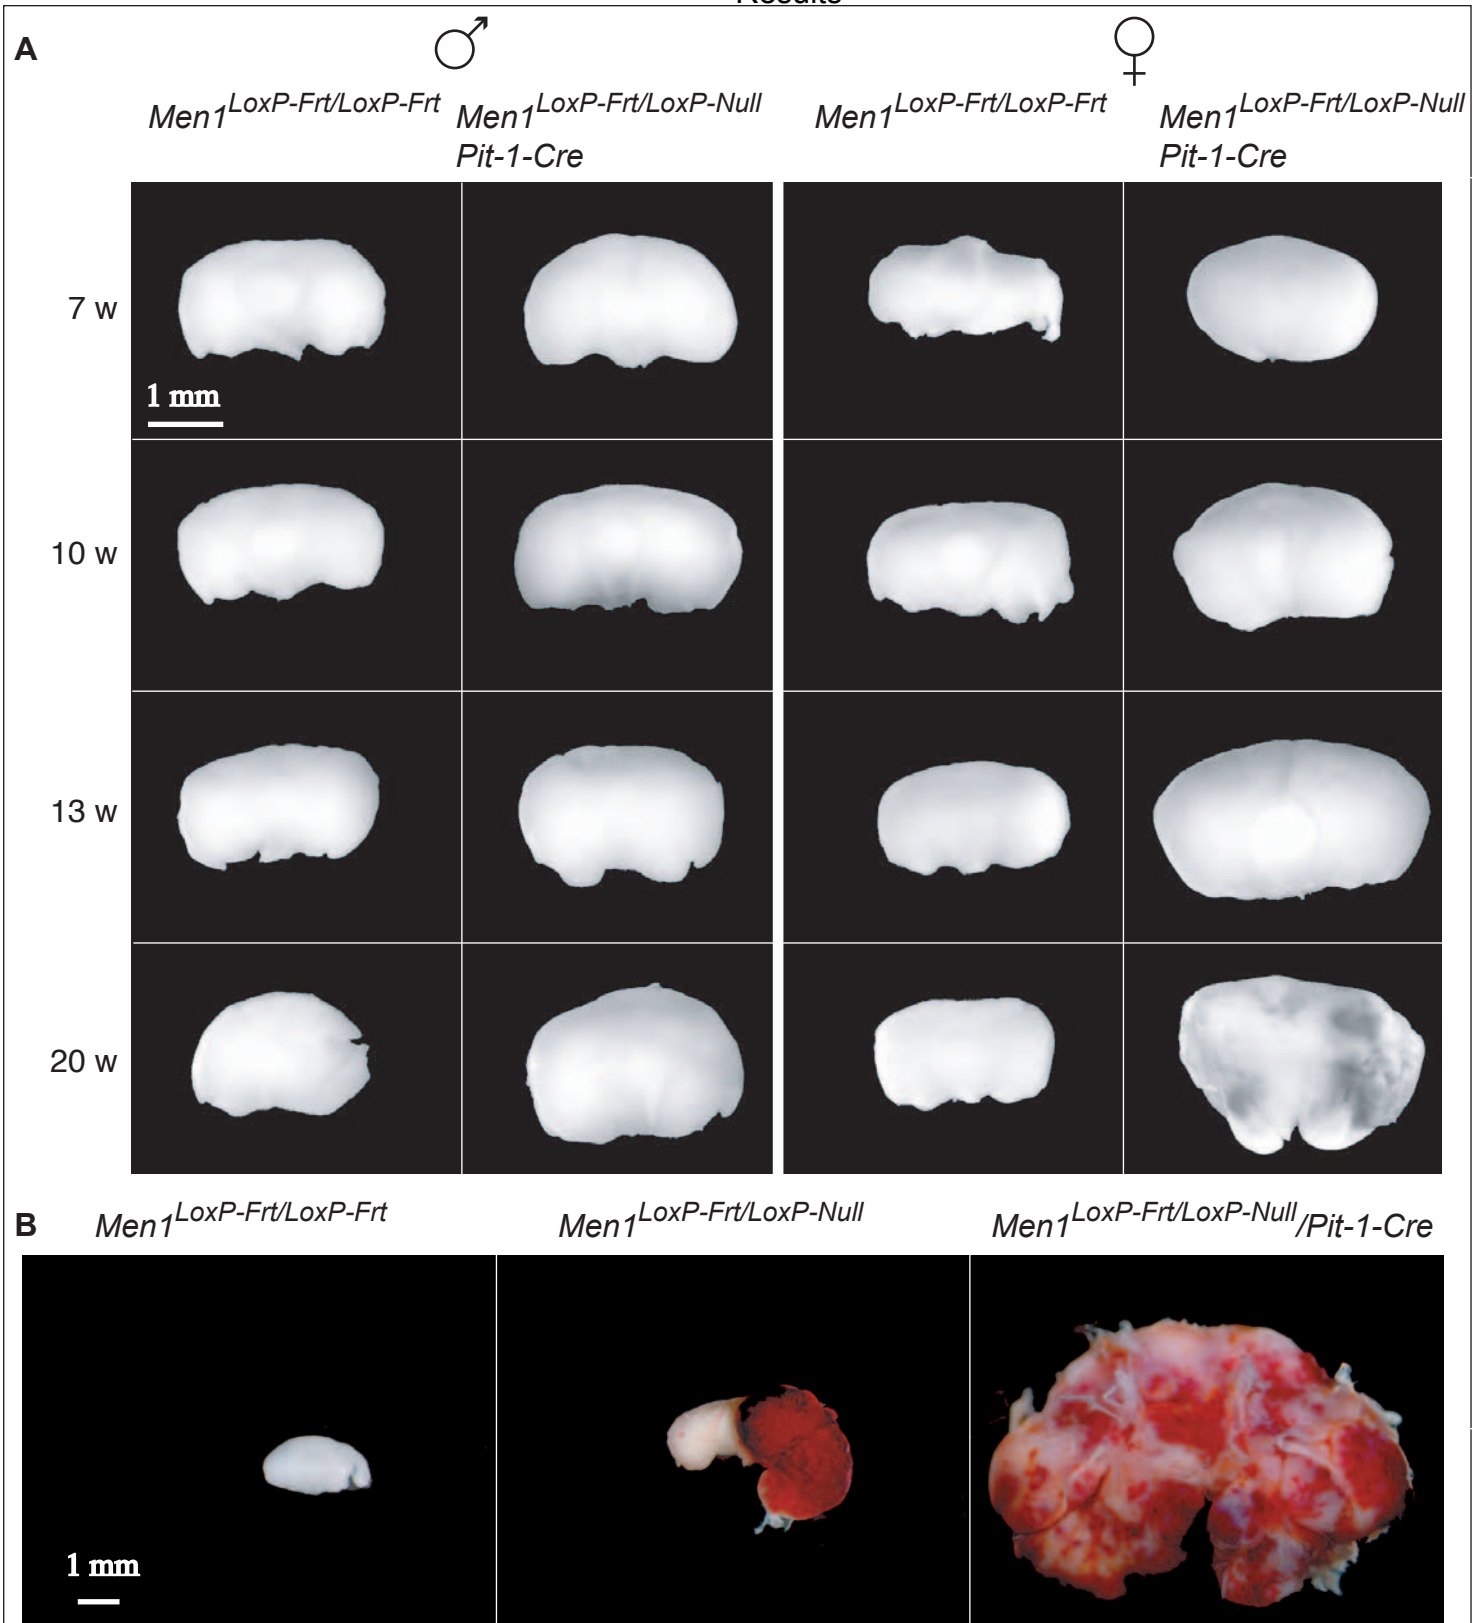 Results
A ♂ ♀
Men1LoxP-Frt/LoxP-Frt Men1LoxP-Frt/LoxP-Null Men1LoxP-Frt/LoxP-Frt Men1LoxP-Frt/LoxP-Null
Pit-1-Cre Pit-1-Cre
7 w
1 mm
10 w
13 w
20 w
B Men1LoxP-Frt/LoxP-Frt Men1LoxP-Frt/LoxP-Null Men1LoxP-Frt/LoxP-Null/Pit-1-Cre
1 mm